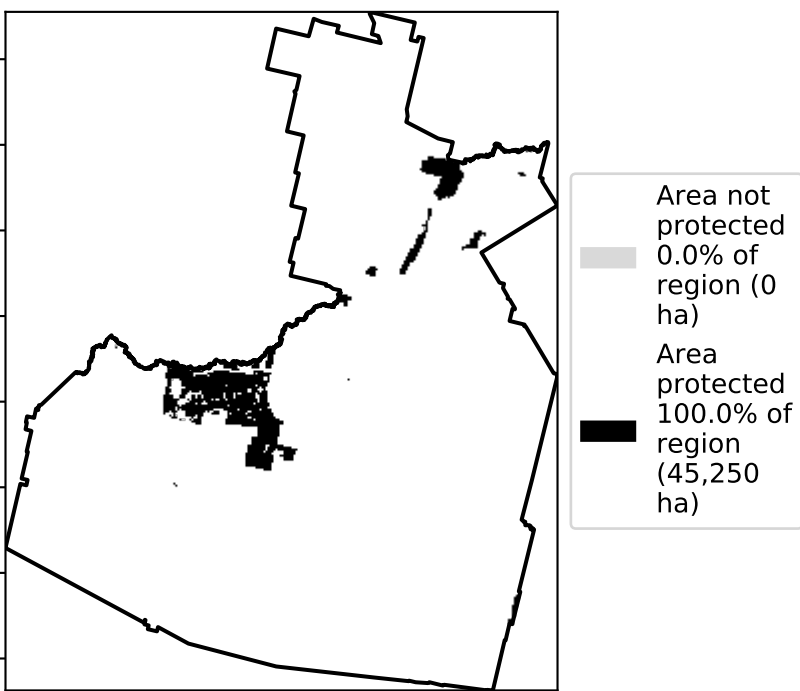 Area not
protected
0.0% of
region (0
ha)
Area
protected
100.0% of
region
(45,250
ha)